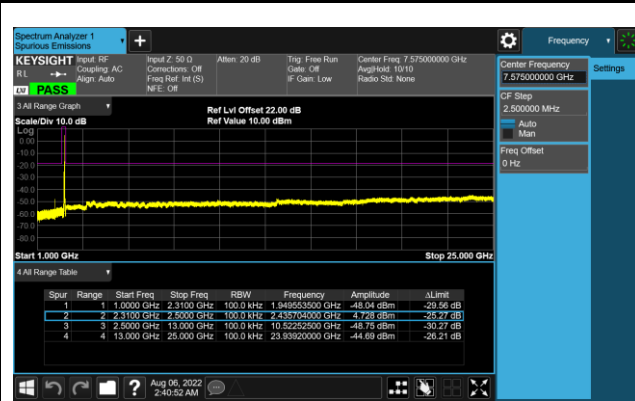 Spectrum Analyzer 1
Spurious Emissions
+
Frequency
KEYSIGHT Input: RF Input Z: 50 Ω Atten: 20 dB Trig: Free Run Center Freq: 7.575000000 GHz
RL Coupling: AC Corrections: Off Gate: Off Avg|Hold: 10/10
Align: Auto Freq Ref: Int (S) IF Gain: Low Radio Std: None
NFE: Off
LXI PASS
3 All Range Graph
Ref Lvl Offset 22.00 dB
Scale/Div 10.0 dB Ref Value 10.00 dBm
Log
0.00
-10.0
-20.0
-30.0
-40.0
-50.0
-60.0
-70.0
-80.0
Start 1.000 GHz Stop 25.000 GHz
4 All Range Table
Spur Range Start Freq Stop Freq RBW Frequency Amplitude ΔLimit
1 1 1.0000 GHz 2.3100 GHz 100.0 kHz 1.949553500 GHz -48.04 dBm -29.56 dB
2 2 2.3100 GHz 2.5000 GHz 100.0 kHz 2.435704000 GHz 4.728 dBm -25.27 dB
3 3 2.5000 GHz 13.000 GHz 100.0 kHz 10.52252500 GHz -48.75 dBm -30.27 dB
4 4 13.000 GHz 25.000 GHz 100.0 kHz 23.93920000 GHz -44.69 dBm -26.21 dB
Center Frequency
7.575000000 GHz
Settings
CF Step
2.500000 MHz
Auto
Man
Freq Offset
0 Hz
?
Aug 06, 2022
2:40:52 AM